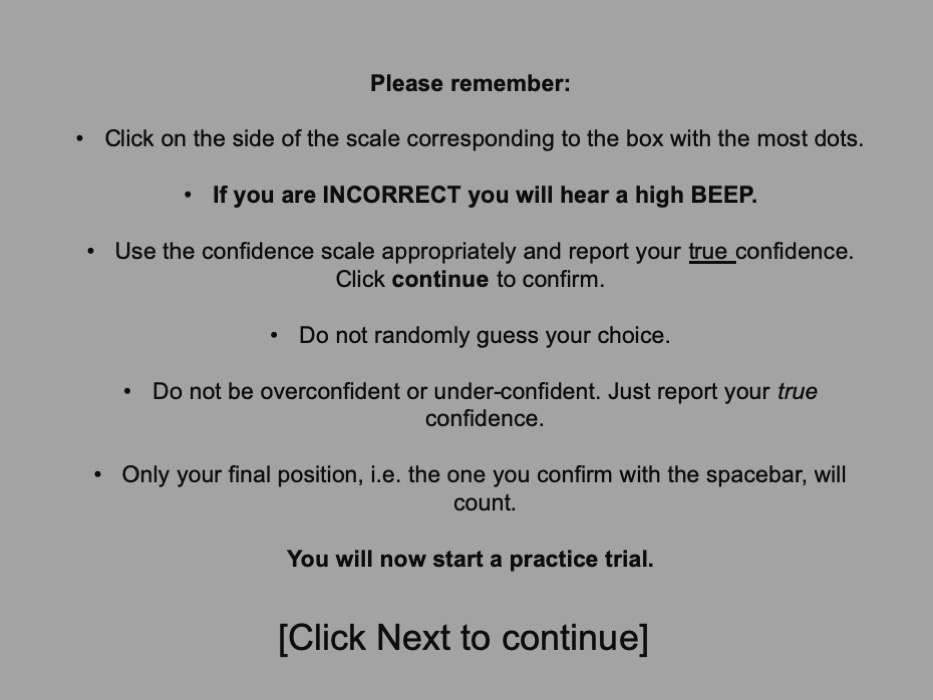 Please remember:
• Click on the side of the scale corresponding to the box with the most dots.
• If you are INCORRECT you will hear a high BEEP.
• Use the confidence scale appropriately and report your true confidence.
Click continue to confirm.
• Do not randomly guess your choice.
• Do not be overconfident or under-confident. Just report your true
confidence.
• Only your final position, i.e. the one you confirm with the spacebar, will
count.
You will now start a practice trial.
[Click Next to continue]